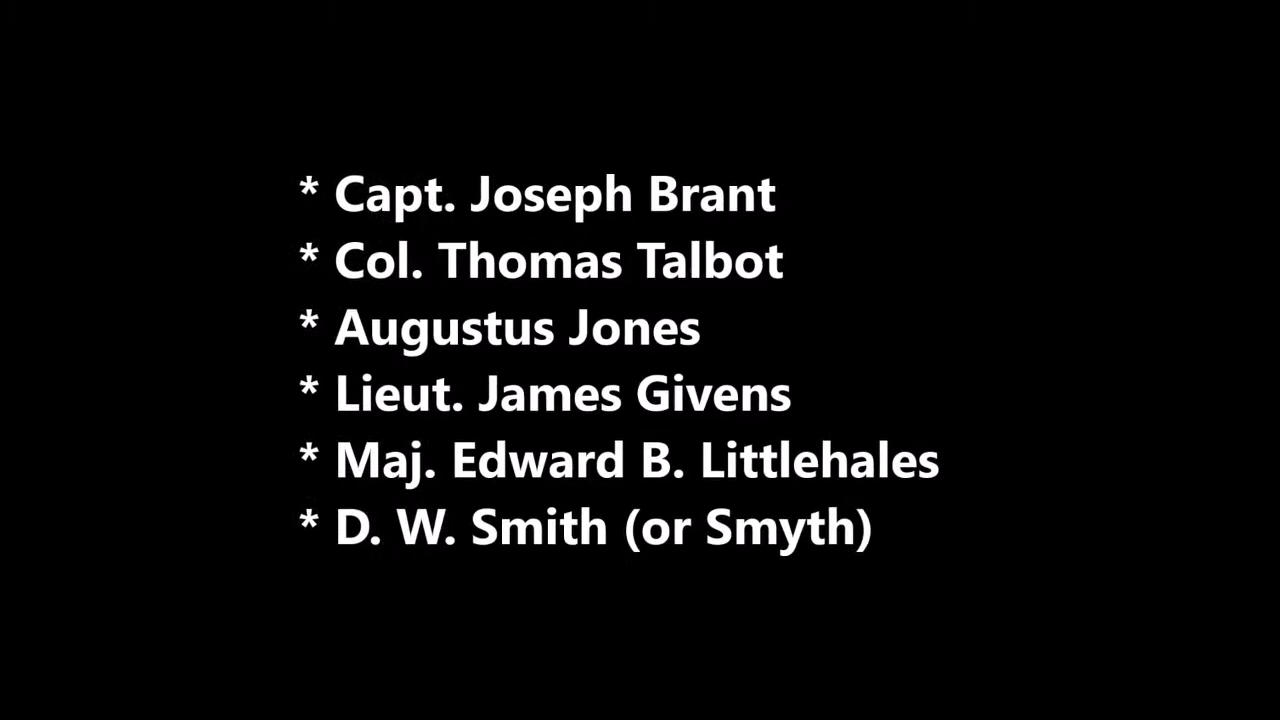 * Capt. Joseph Brant
* Col. Thomas Talbot
* Augustus Jones
* Lieut. James Givens
* Maj. Edward B. Littlehales
* D. W. Smith (or Smyth)